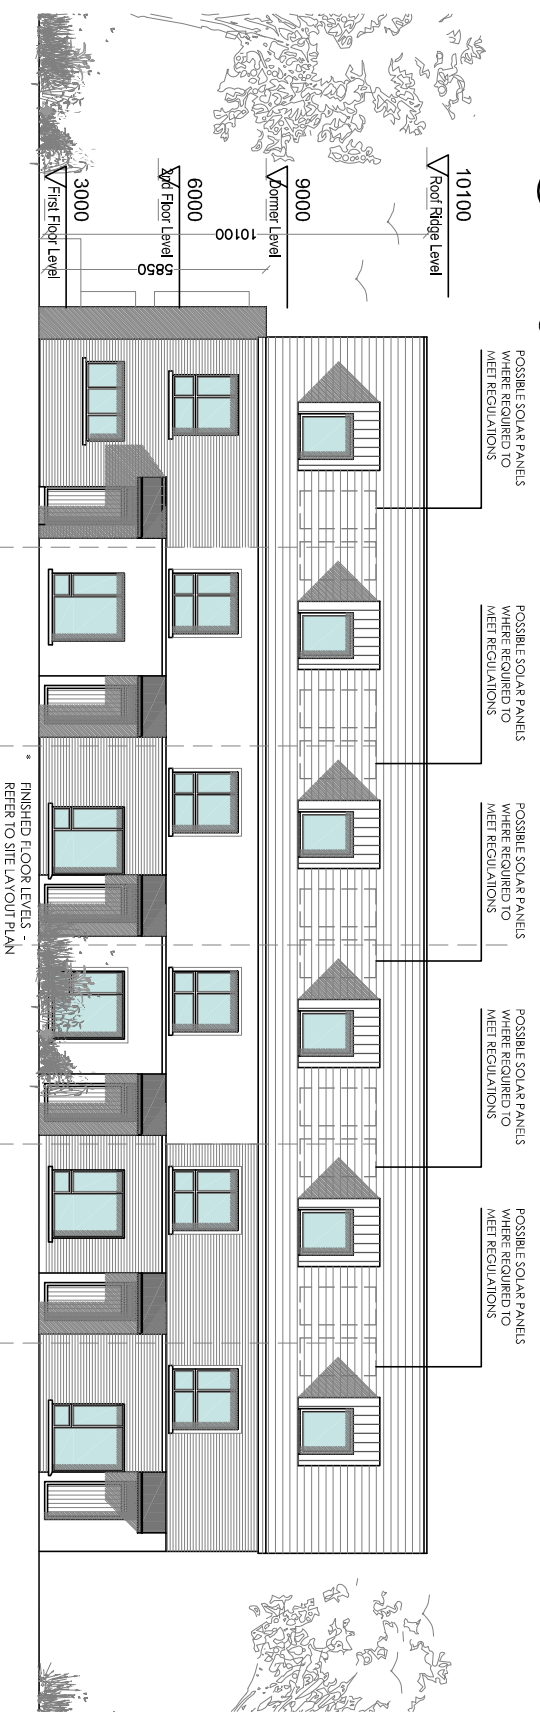 POSSIBLE SOLAR PANELS
WHERE REQUIRED TO
MEET REGULATIONS
POSSIBLE SOLAR PANELS
WHERE REQUIRED TO
MEET REGULATIONS
POSSIBLE SOLAR PANELS
WHERE REQUIRED TO
MEET REGULATIONS
POSSIBLE SOLAR PANELS
WHERE REQUIRED TO
MEET REGULATIONS
POSSIBLE SOLAR PANELS
WHERE REQUIRED TO
MEET REGULATIONS
10100
Roof Ridge Level
9000
Dormer Level
6000
2nd Floor Level
3000
First Floor Level
10100
5850
* FINISHED FLOOR LEVELS -
REFER TO SITE LAYOUT PLAN